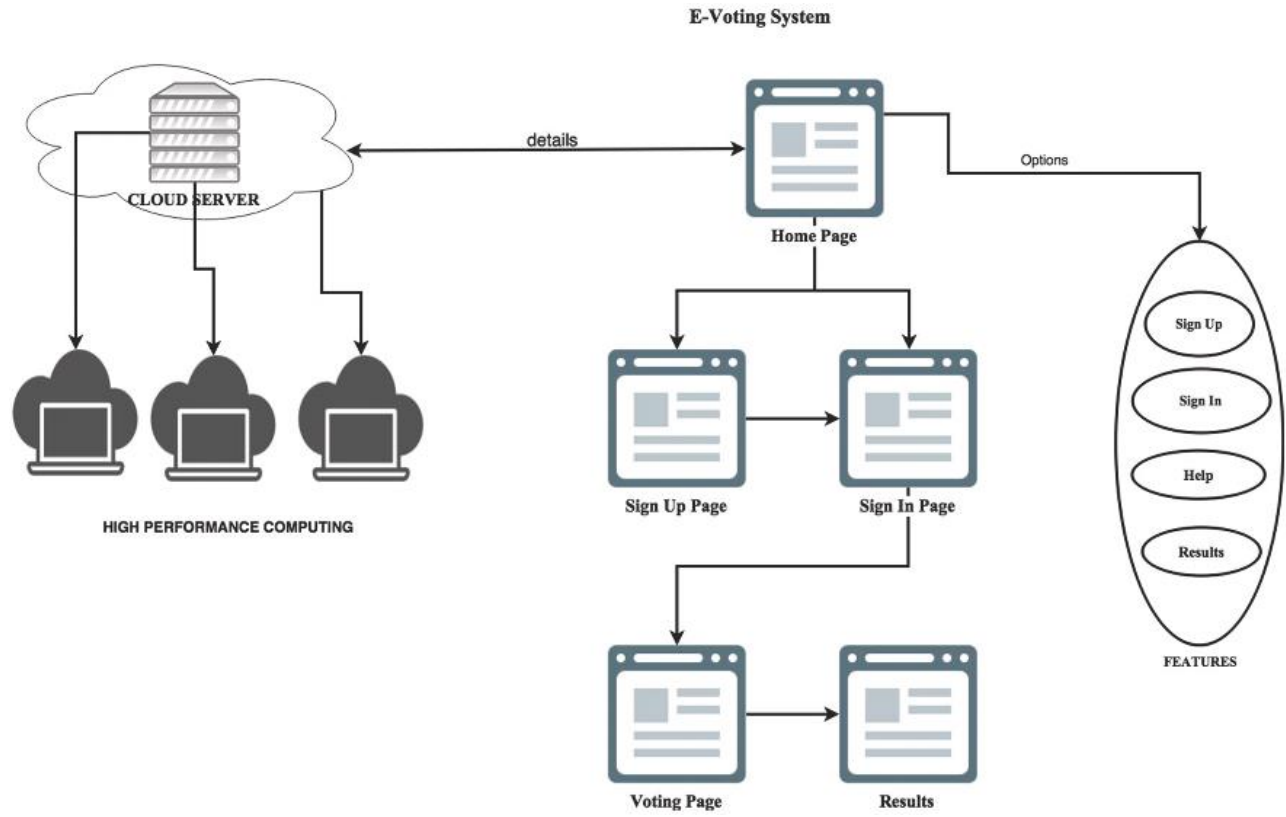 E-Voting System
details
Options
CLOUD SERVER
Home Page
Sign Up
Sign In
Help
Results
FEATURES
Sign Up Page
Sign In Page
HIGH PERFORMANCE COMPUTING
Voting Page
Results